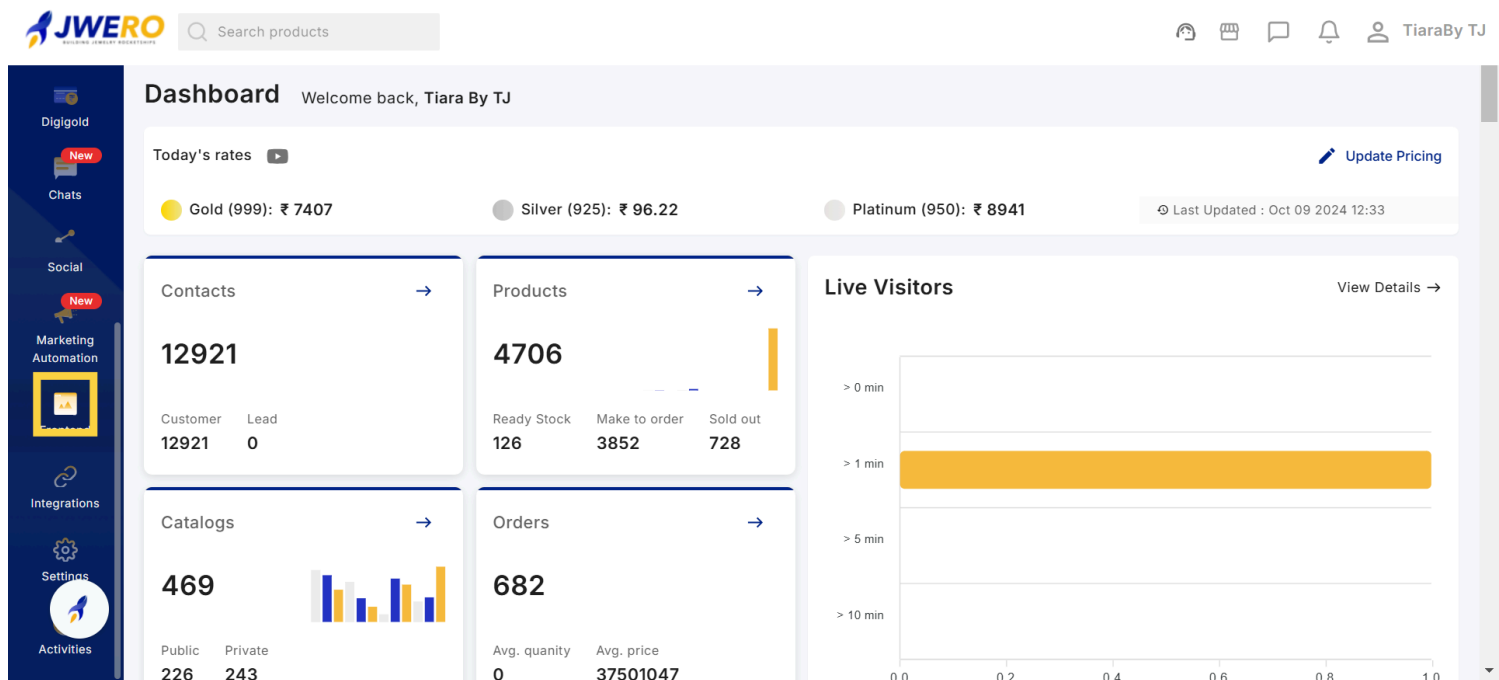 JWERO
BUILDING JEWELRY ROCKETSHIPS
Search products
TiaraBy TJ
Digigold
New
Chats
Social
New
Marketing
Automation
Frontend
Integrations
Settings
Activities
Dashboard
Welcome back, Tiara By TJ
Today's rates
Update Pricing
Gold (999): ₹ 7407
Silver (925): ₹ 96.22
Platinum (950): ₹ 8941
Last Updated : Oct 09 2024 12:33
Contacts
12921
Customer Lead
12921 0
Products
4706
Ready Stock Make to order Sold out
126 3852 728
Live Visitors
View Details
> 0 min
> 1 min
> 5 min
> 10 min
0.0 0.2 0.4 0.6 0.8 1.0
Catalogs
469
Public Private
226 243
Orders
682
Avg. quanity Avg. price
0 37501047